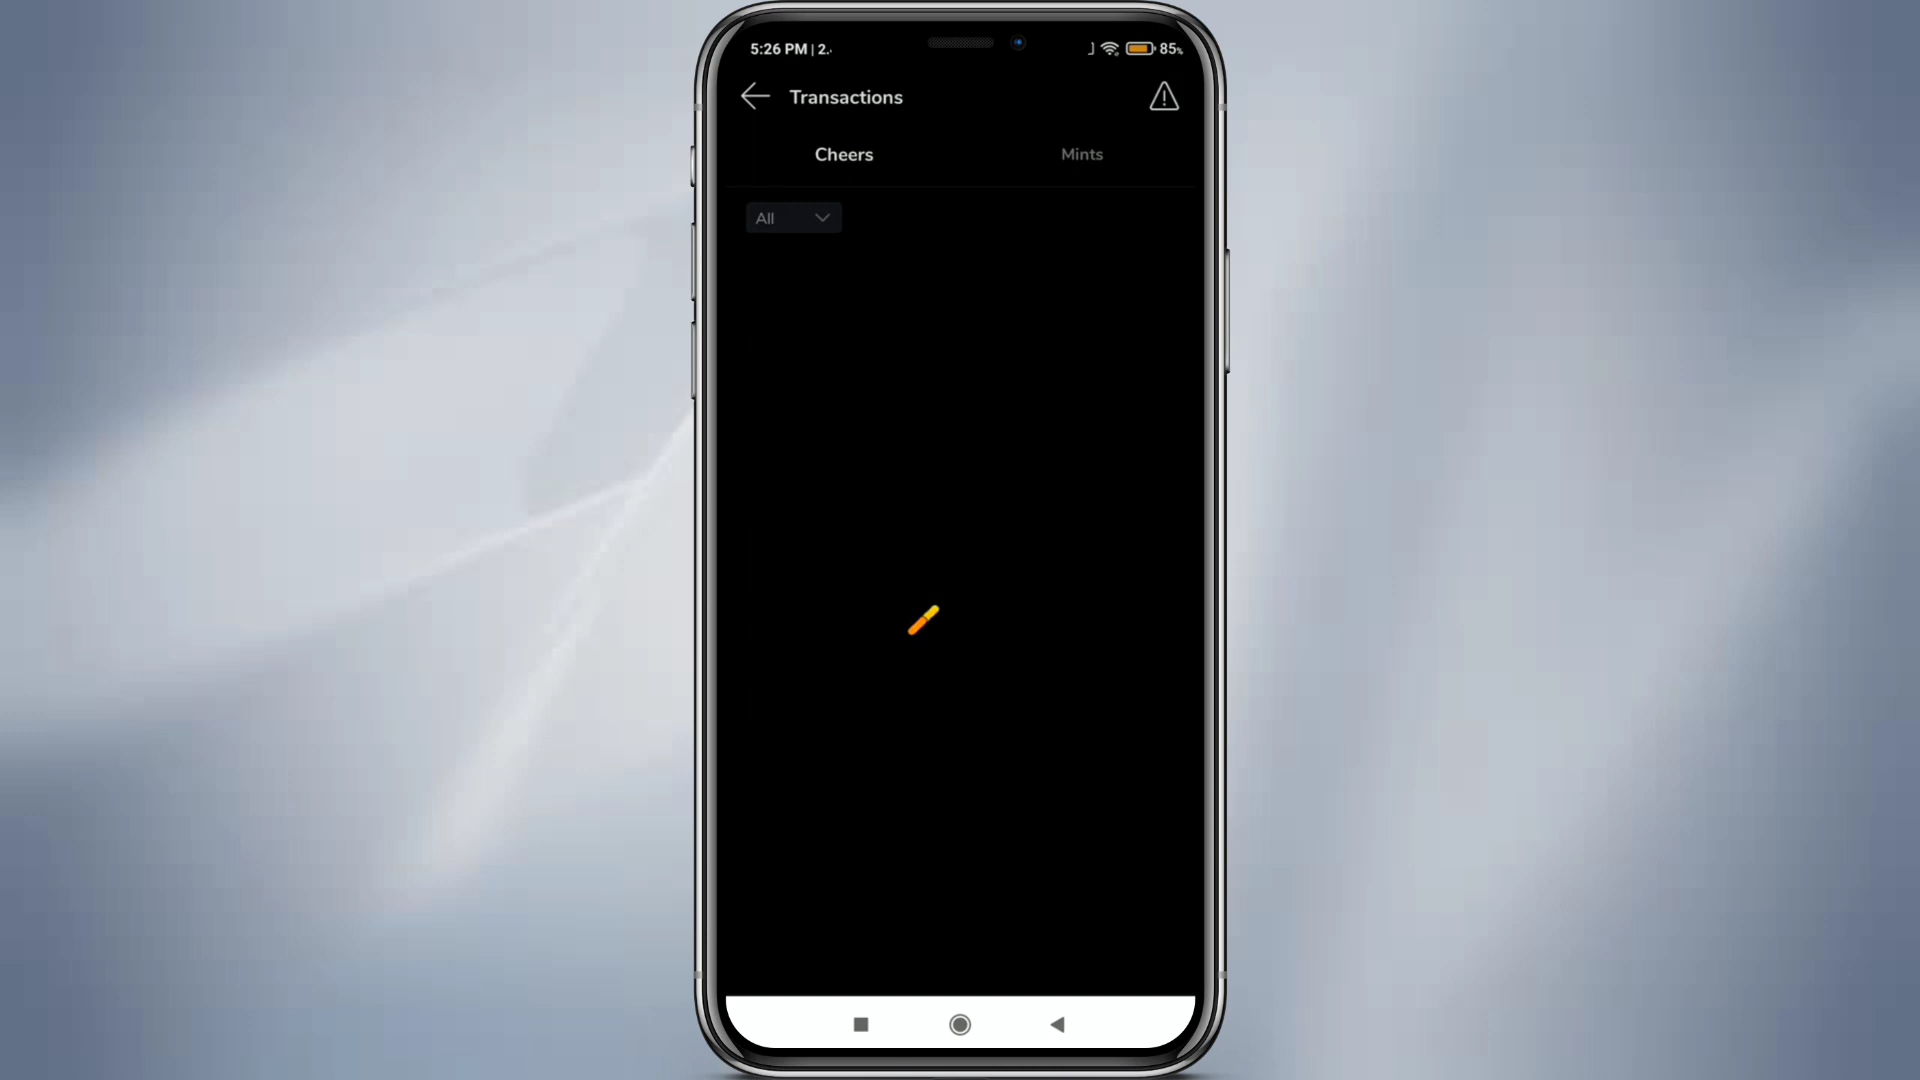 5:26 PM | 2.
85%
Transactions
Cheers
Mints
All